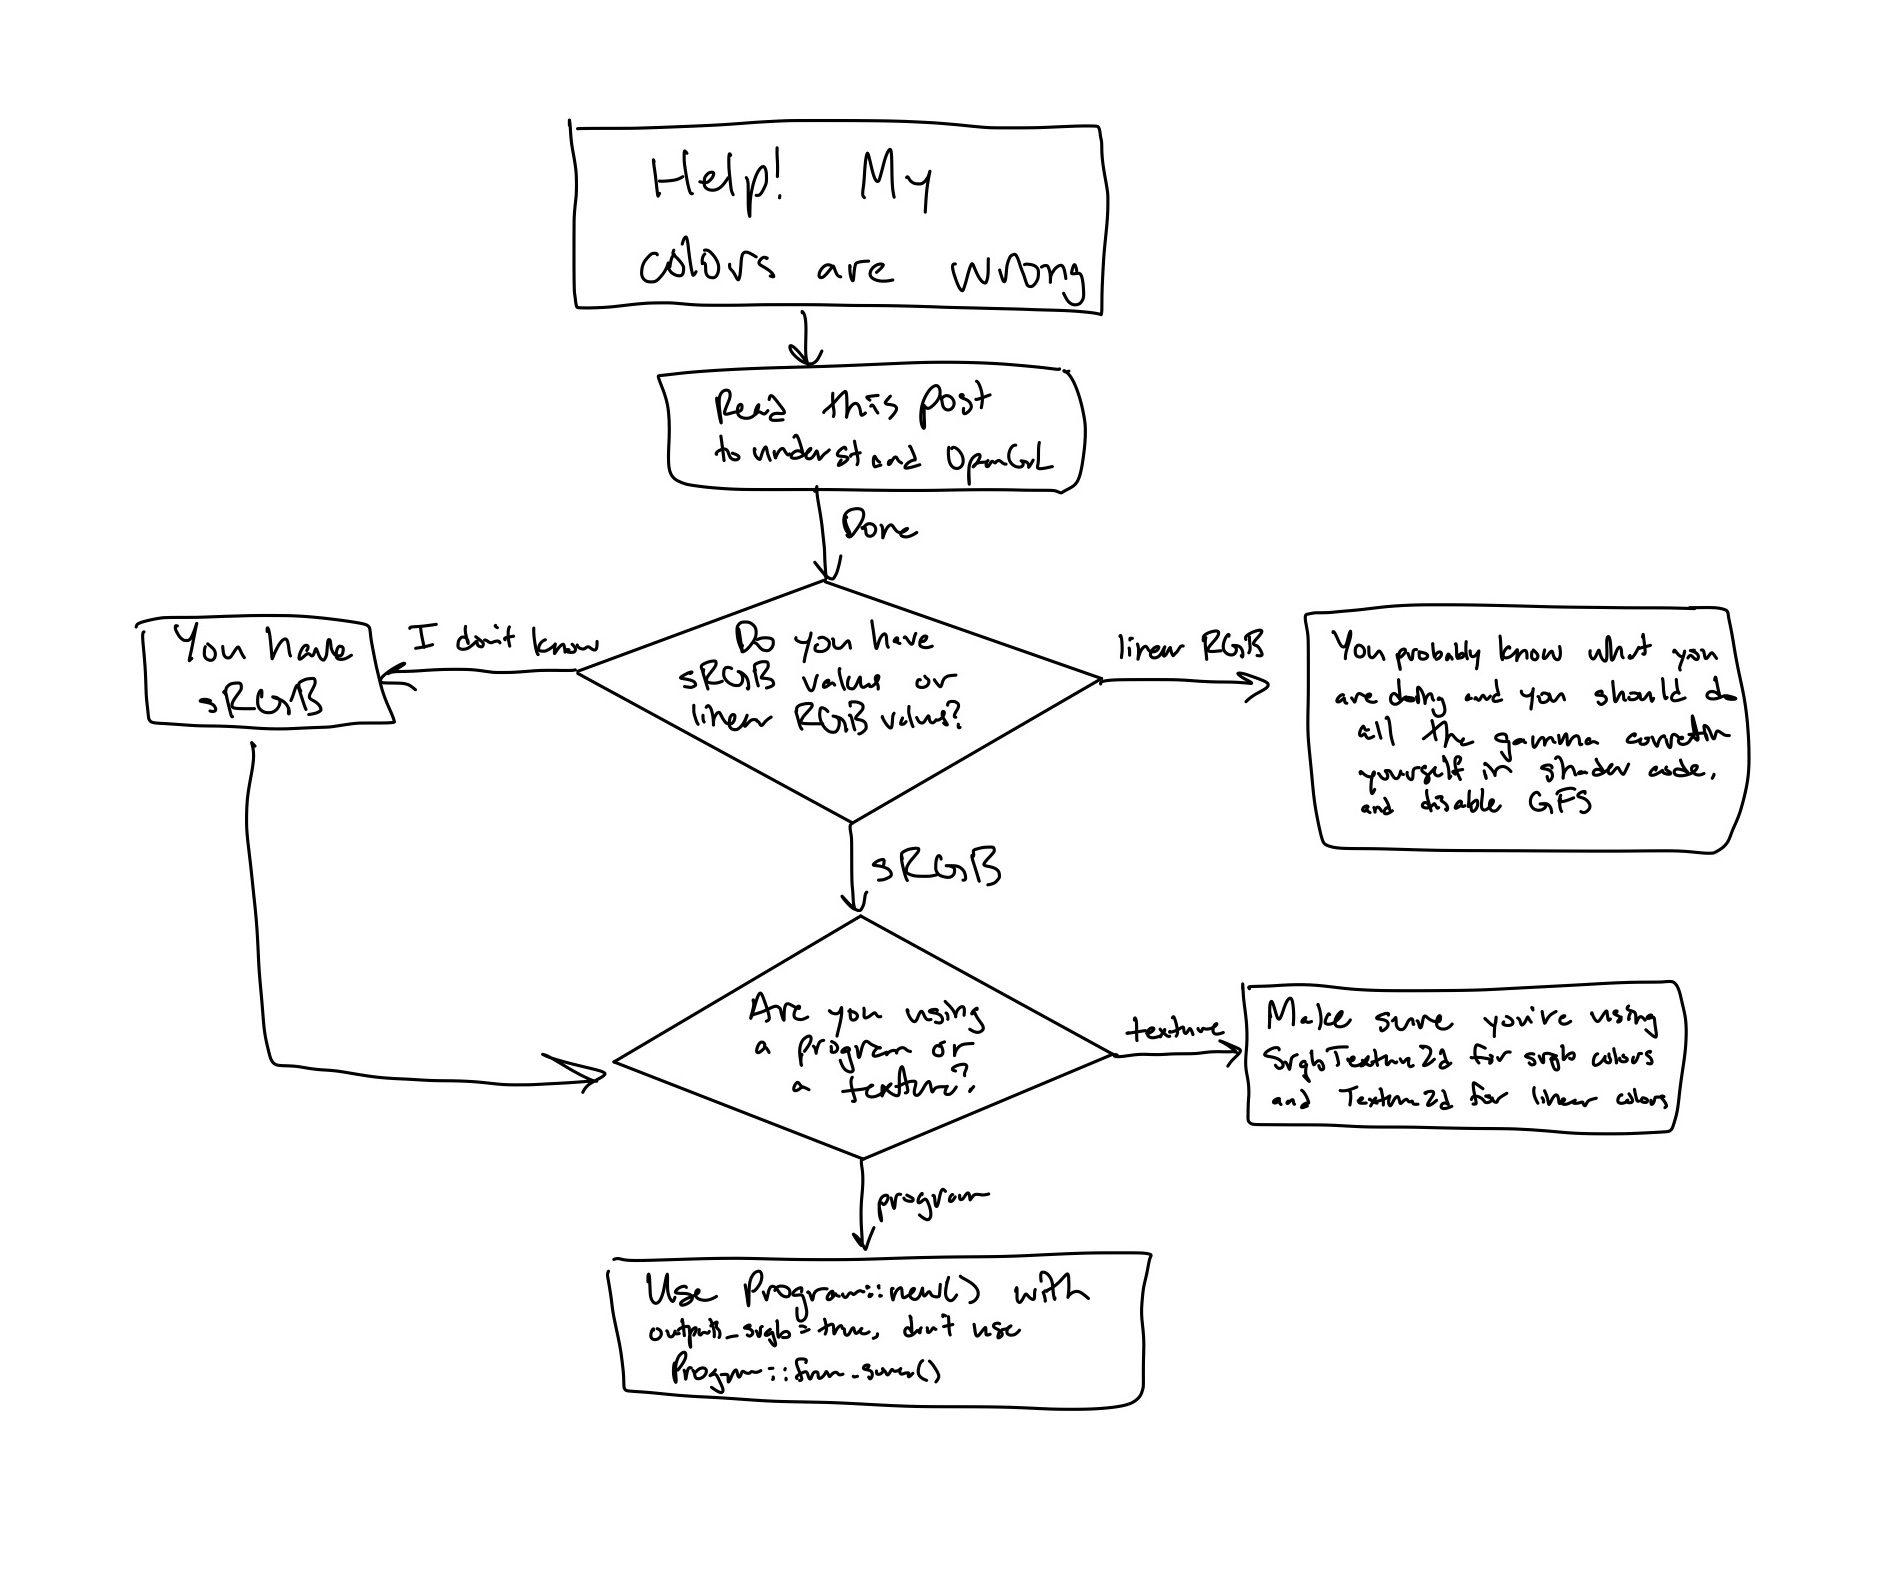 Help! My
colors are wrong
Read this post
to understand OpenGL
Done
I don't know
Do you have
sRGB values or
linear RGB values?
linear RGB
You have
sRGB
You probably know what you
are doing and you should do
all the gamma correction
yourself in shader code,
and disable GFS
sRGB
Are you using
a program or
a texture?
texture
Make sure you're using
SrgbTexture2d for srgb colors
and Texture2d for linear colors
program
Use Program::new() with
outputs_srgb=true, don't use
Program::from_source()